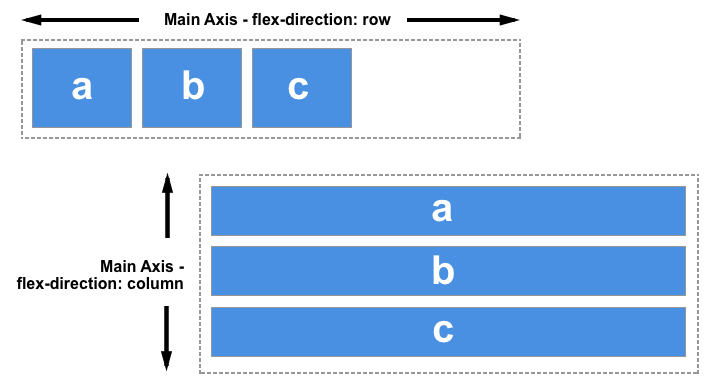 Main Axis - flex-direction: row
a b c
a
Main Axis -
flex-direction: column
b
c